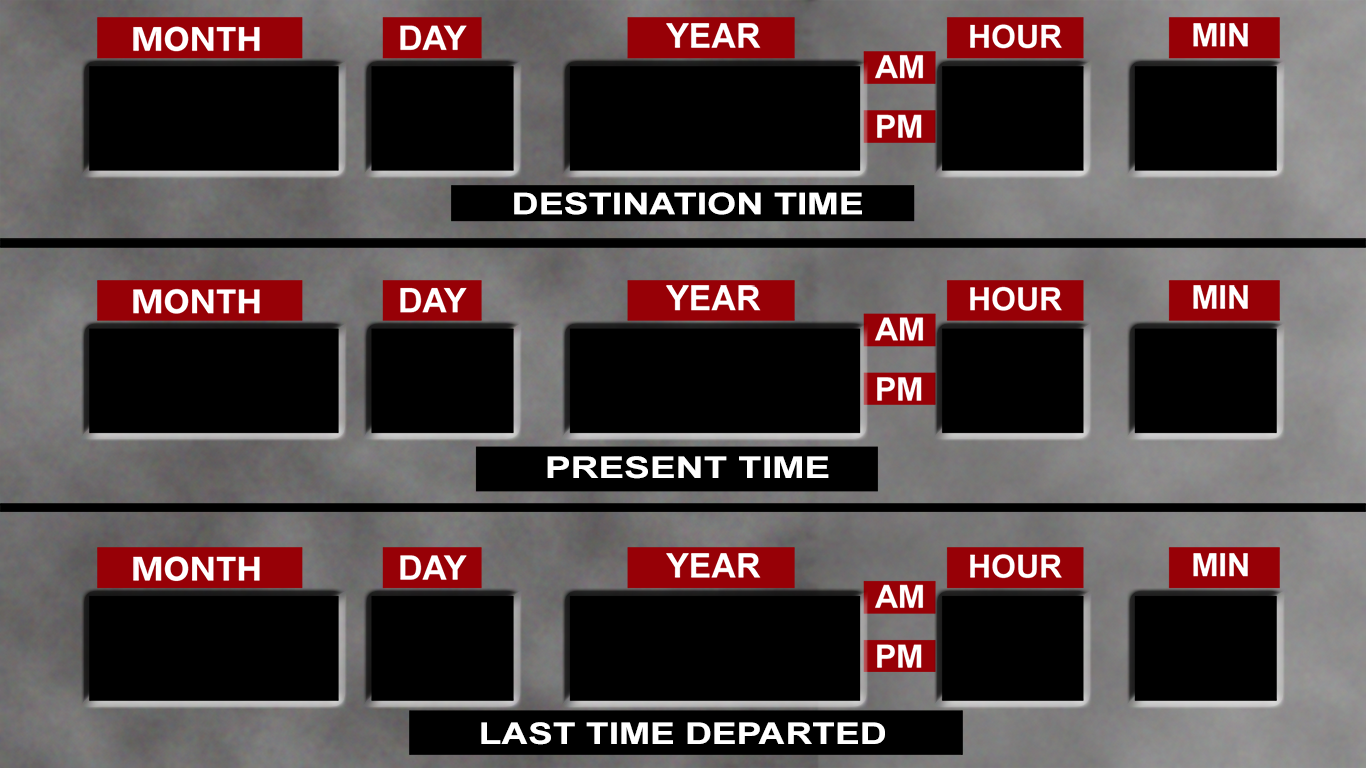 MONTH DAY YEAR HOUR MIN
AM
PM
DESTINATION TIME
MONTH DAY YEAR HOUR MIN
AM
PM
PRESENT TIME
MONTH DAY YEAR HOUR MIN
AM
PM
LAST TIME DEPARTED